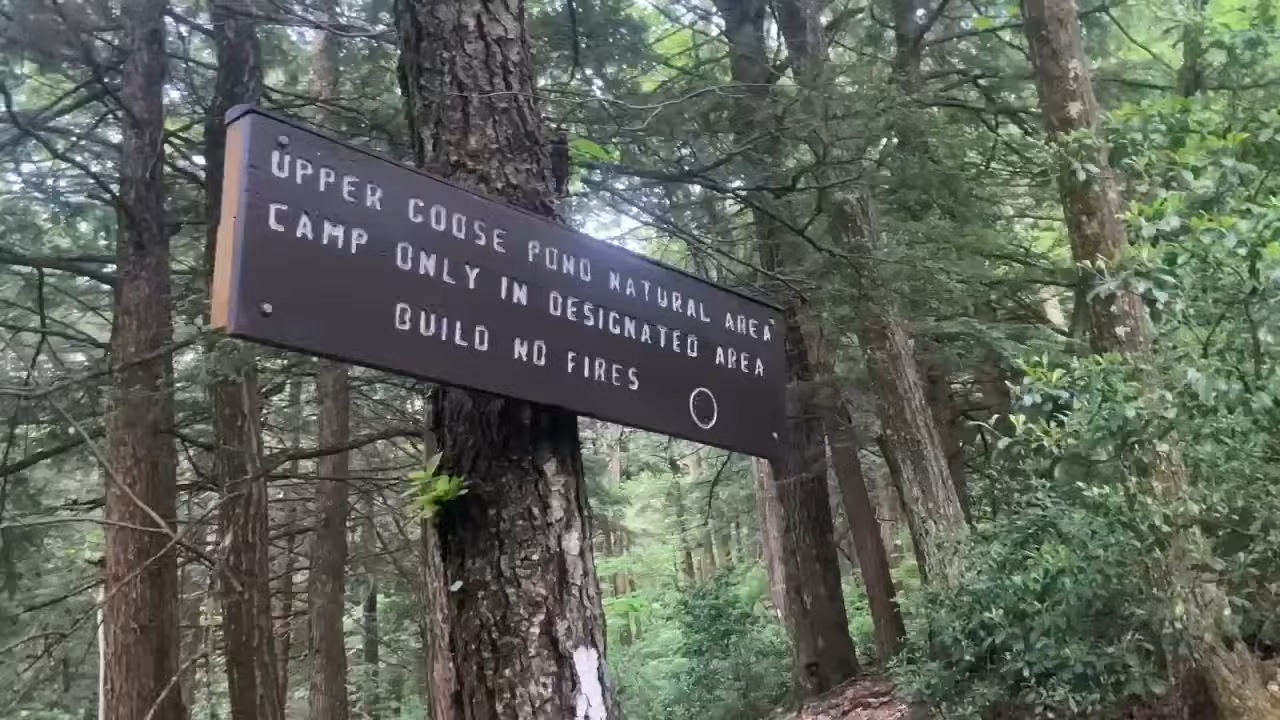 UPPER GOOSE POND NATURAL AREA
CAMP ONLY IN DESIGNATED AREA
BUILD NO FIRES